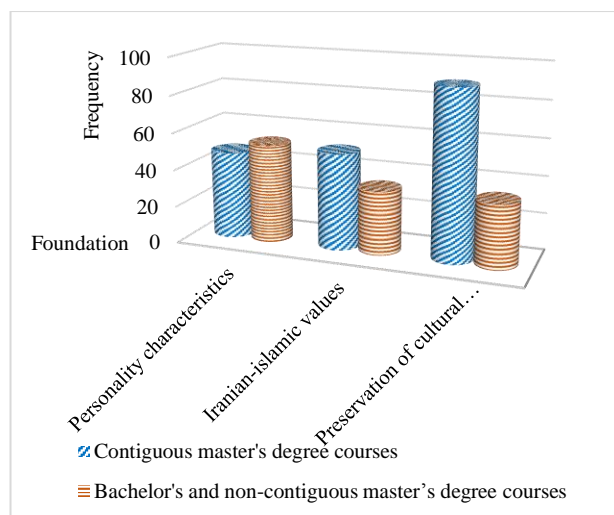 Frequency
100
80
60
40
20
0
Foundation
Personality characteristics
Iranian-islamic values
Preservation of cultural…
Contiguous master's degree courses
Bachelor's and non-contiguous master’s degree courses